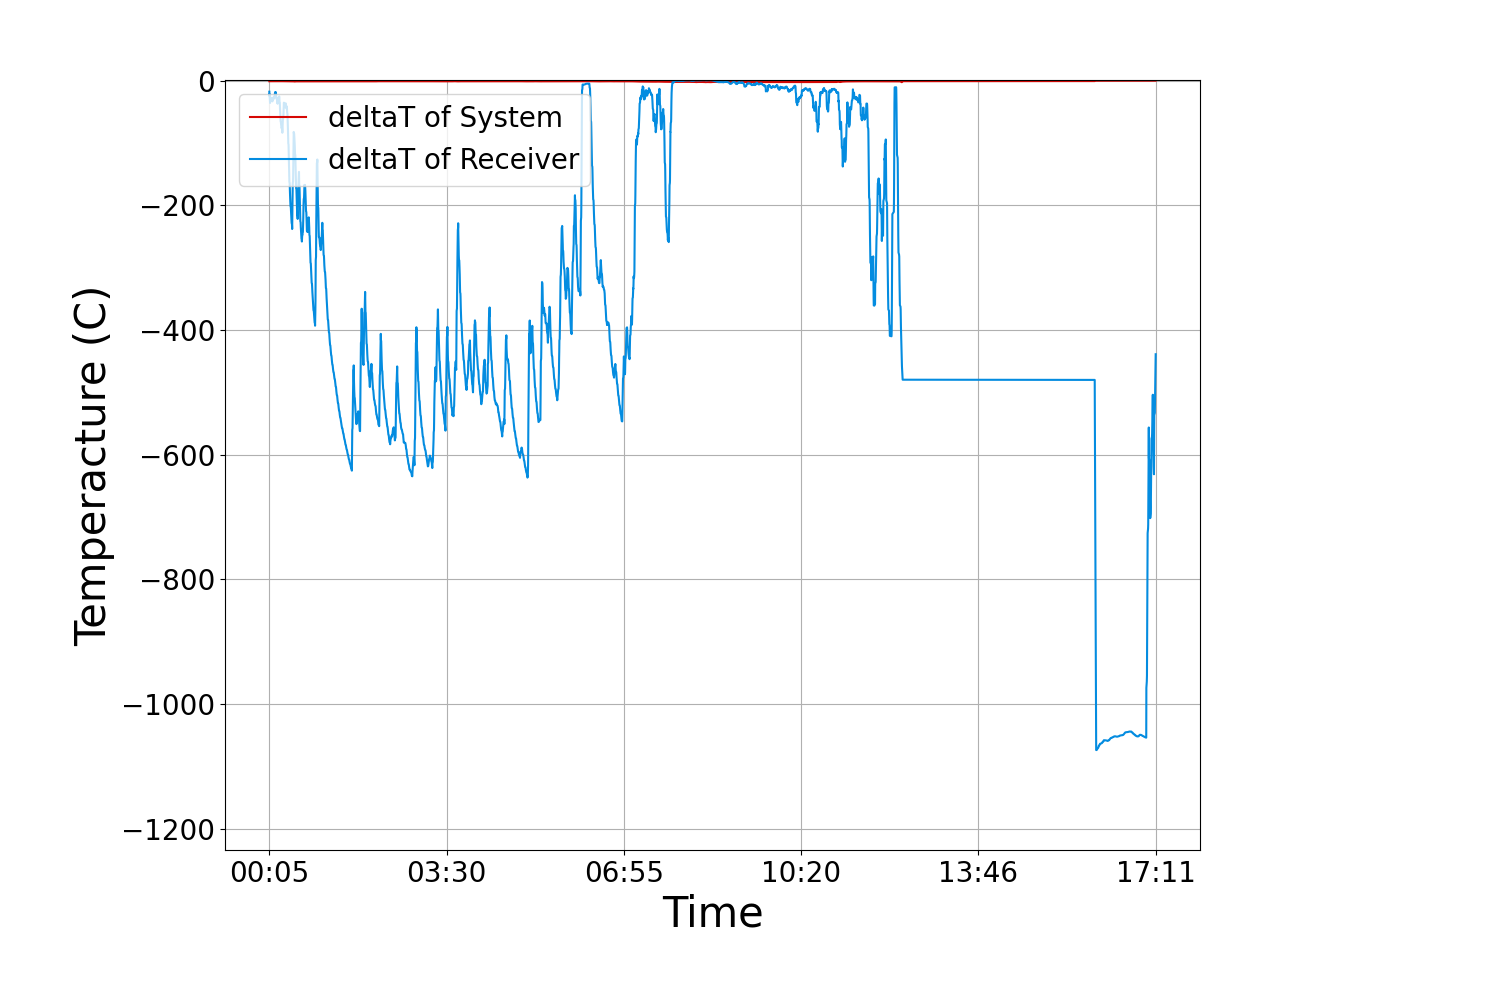 0
−200
−400
−600
−800
−1000
−1200
Temperacture (C)
deltaT of System
deltaT of Receiver
00:05 03:30 06:55 10:20 13:46 17:11
Time